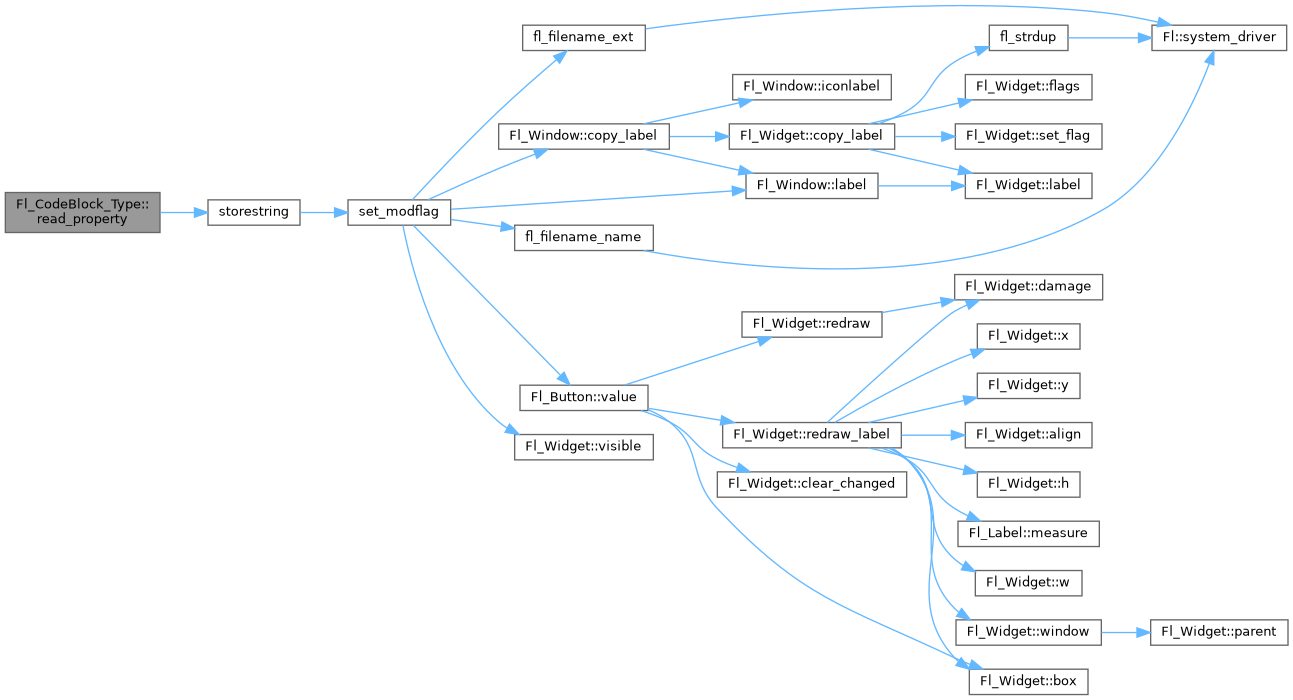 Fl_CodeBlock_Type::
read_property
storestring
set_modflag
fl_filename_ext
Fl_Window::copy_label
fl_filename_name
Fl_Button::value
Fl_Widget::visible
Fl_Window::iconlabel
Fl_Widget::copy_label
Fl_Window::label
Fl_Widget::redraw
Fl_Widget::redraw_label
Fl_Widget::clear_changed
fl_strdup
Fl_Widget::flags
Fl_Widget::set_flag
Fl_Widget::label
Fl_Widget::damage
Fl_Widget::x
Fl_Widget::y
Fl_Widget::align
Fl_Widget::h
Fl_Label::measure
Fl_Widget::w
Fl_Widget::window
Fl_Widget::box
Fl::system_driver
Fl_Widget::parent